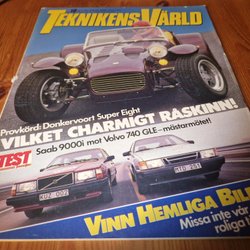 TEKNIKENS VÄRLD
Provkörd: Donkervoort Super Eight
VILKET CHARMIGT RÅSKINN!
TEST
Saab 9000i mot Volvo 740 GLE – mästarmötet!
VINN HEMLIGA BIL
Missa inte vår
roliga